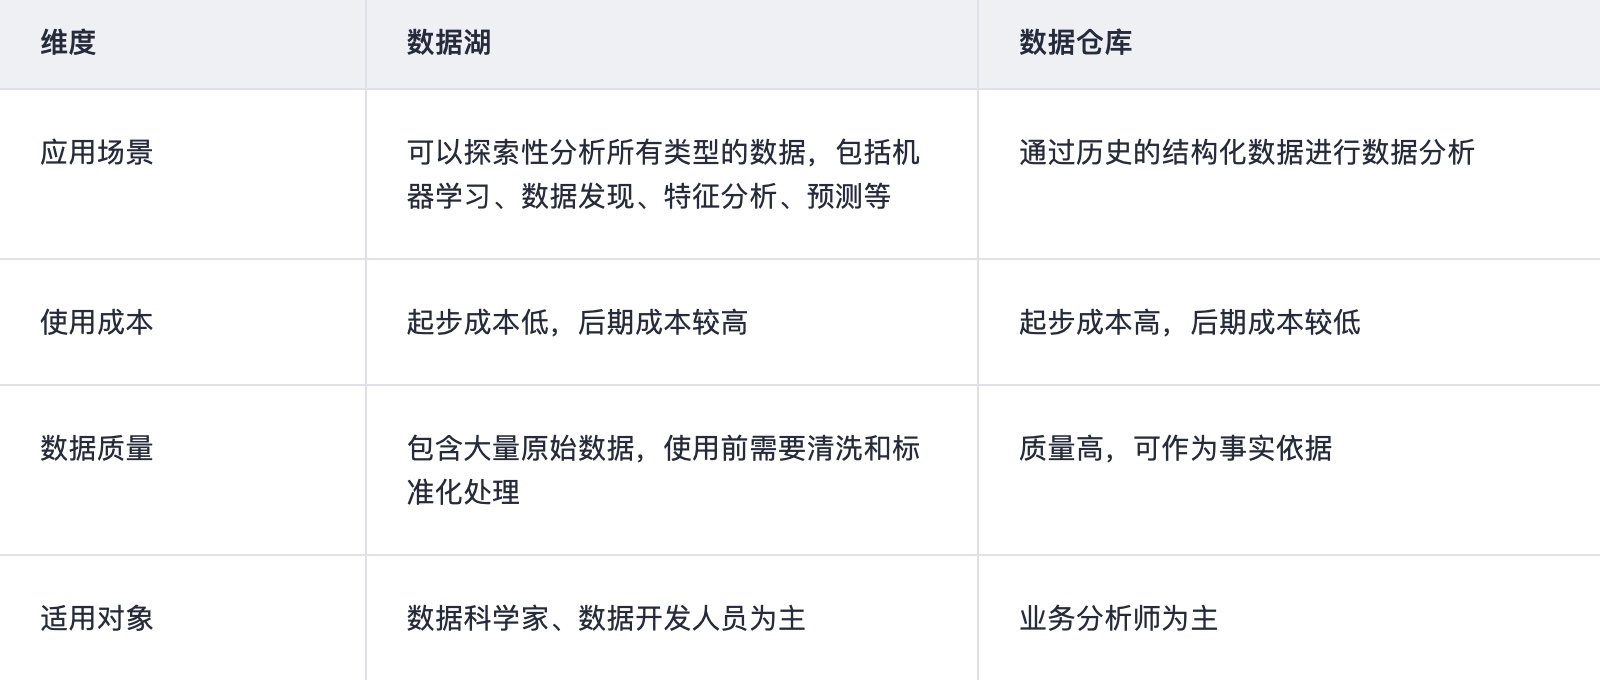 维度
数据湖
数据仓库
应用场景
可以探索性分析所有类型的数据，包括机
器学习、数据发现、特征分析、预测等
通过历史的结构化数据进行数据分析
使用成本
起步成本低，后期成本较高
起步成本高，后期成本较低
数据质量
包含大量原始数据，使用前需要清洗和标
准化处理
质量高，可作为事实依据
适用对象
数据科学家、数据开发人员为主
业务分析师为主